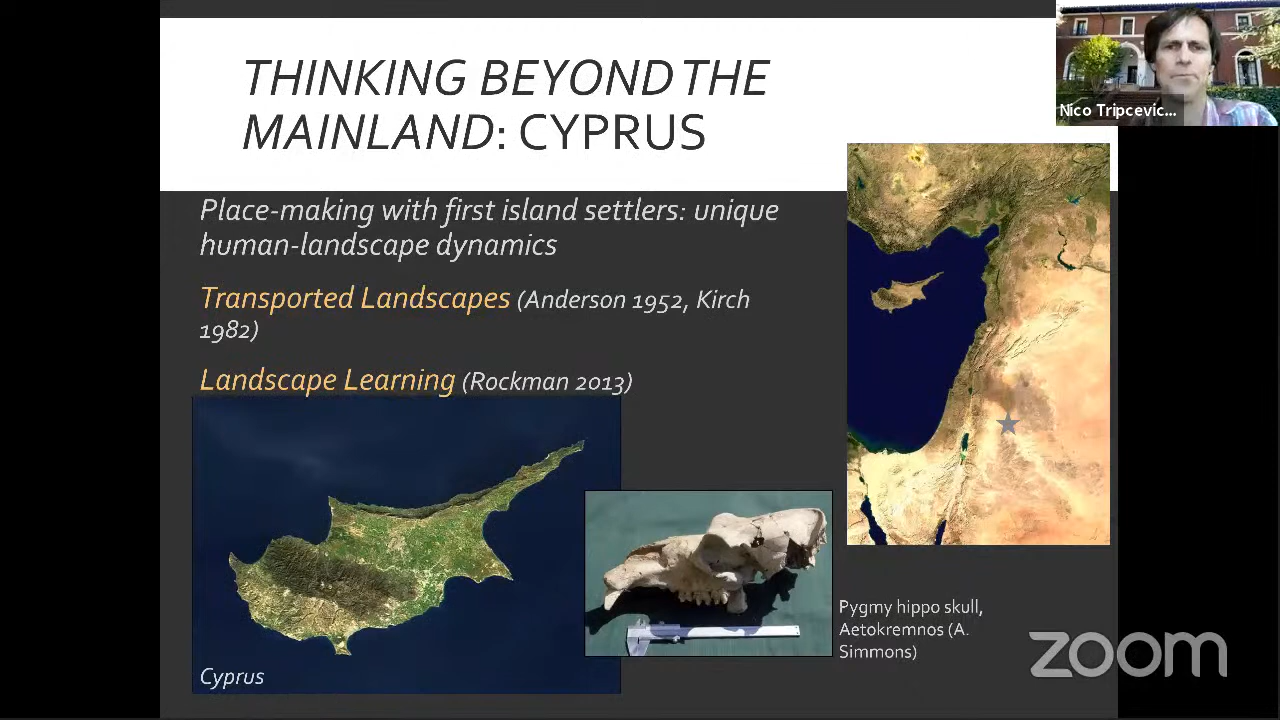 THINKING BEYOND THE
MAINLAND: CYPRUS
Nico Tripcevic...
Place-making with first island settlers: unique
human-landscape dynamics
Transported Landscapes (Anderson 1952, Kirch
1982)
Landscape Learning (Rockman 2013)
Cyprus
Pygmy hippo skull,
Aetokremnos (A.
Simmons)
zoom